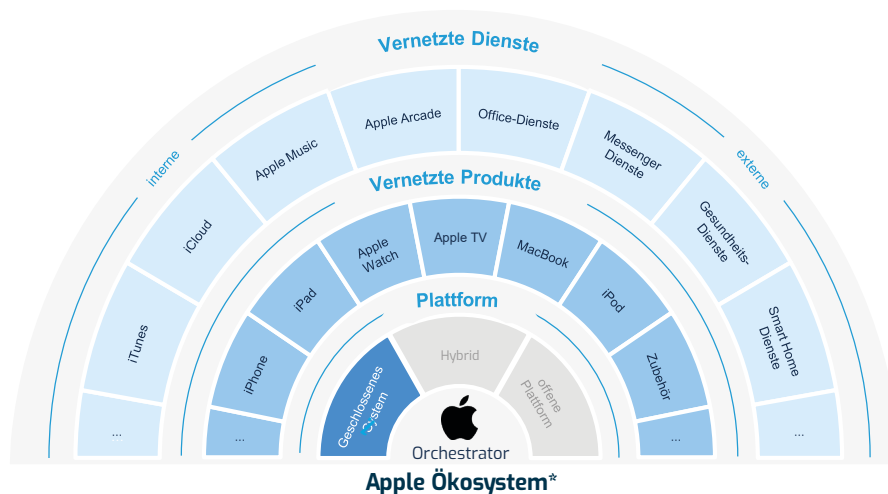 Vernetzte Dienste
interne
externe
...
iTunes
iCloud
Apple Music
Apple Arcade
Office-Dienste
Messenger
Dienste
Gesundheits-
Dienste
Smart Home
Dienste
...
Vernetzte Produkte
...
iPhone
iPad
Apple
Watch
Apple TV
MacBook
iPod
Zubehör
...
Plattform
Geschlossenes
System
Hybrid
offene
Plattform
Orchestrator
Apple Ökosystem*